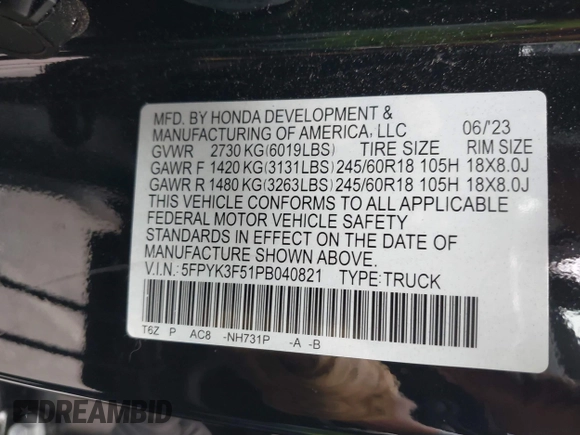 MFD. BY HONDA DEVELOPMENT &
MANUFACTURING OF AMERICA, LLC 06/'23
GVWR 2730 KG(6019LBS) TIRE SIZE RIM SIZE
GAWR F 1420 KG(3131LBS) 245/60R18 105H 18X8.0J
GAWR R 1480 KG(3263LBS) 245/60R18 105H 18X8.0J
THIS VEHICLE CONFORMS TO ALL APPLICABLE
FEDERAL MOTOR VEHICLE SAFETY
STANDARDS IN EFFECT ON THE DATE OF
MANUFACTURE SHOWN ABOVE.
V.I.N.: 5FPYK3F51PB040821 TYPE:TRUCK
T6Z P AC8 -NH731P -A -B
DREAMBID